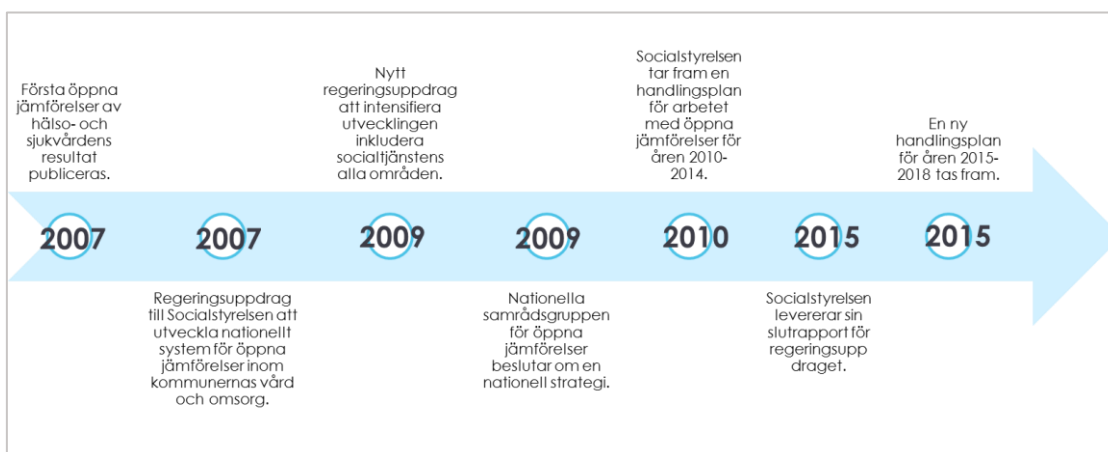 Första öppna
jämförelser av
hälso- och
sjukvårdens
resultat
publiceras.
Nytt
regeringsuppdrag
att intensifiera
utvecklingen
inkludera
socialtjänstens
alla områden.
Socialstyrelsen
tar fram en
handlingsplan
för arbetet
med öppna
jämförelser för
åren 2010-
2014.
En ny
handlingsplan
för åren 2015-
2018 tas fram.
2007
2007
2009
2009
2010
2015
2015
Regeringsuppdrag
till Socialstyrelsen att
utveckla nationellt
system för öppna
jämförelser inom
kommunernas vård
och omsorg.
Nationella
samrådsgruppen
för öppna
jämförelser
beslutar om en
nationell strategi.
Socialstyrelsen
levererar sin
slutrapport för
regeringsupp
draget.